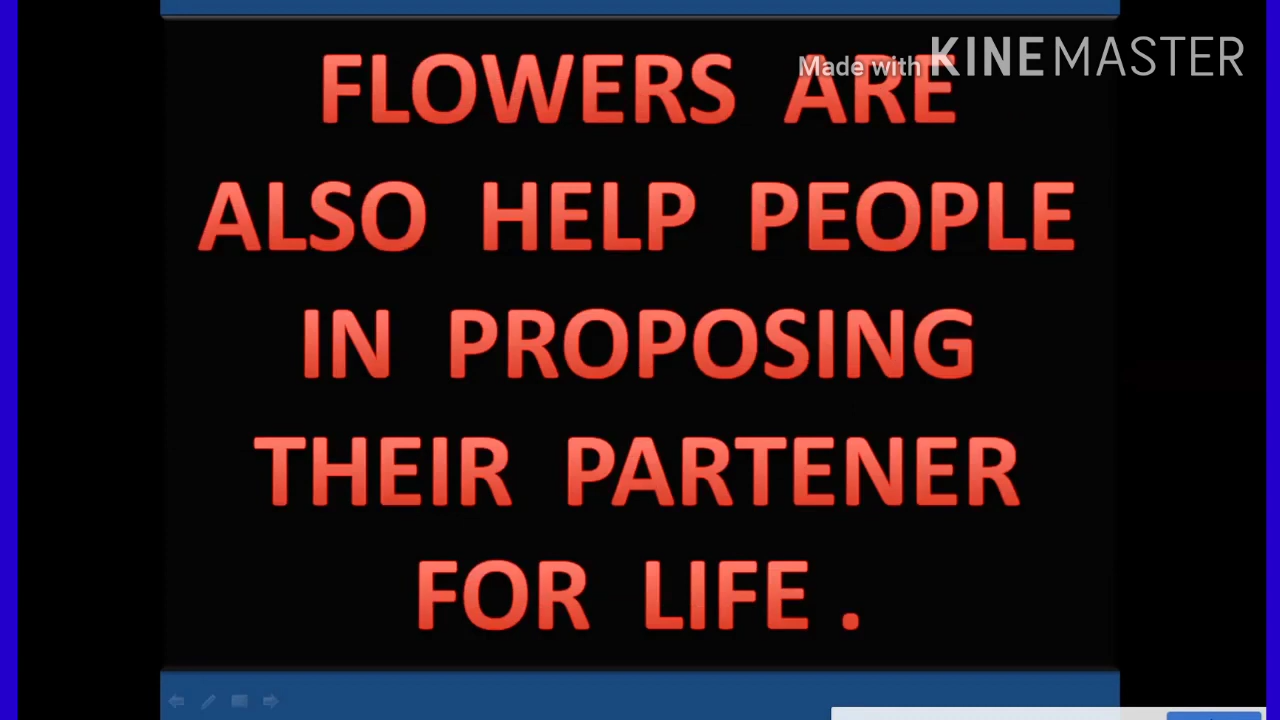 Made with KINEMASTER
FLOWERS ARE
ALSO HELP PEOPLE
IN PROPOSING
THEIR PARTENER
FOR LIFE .